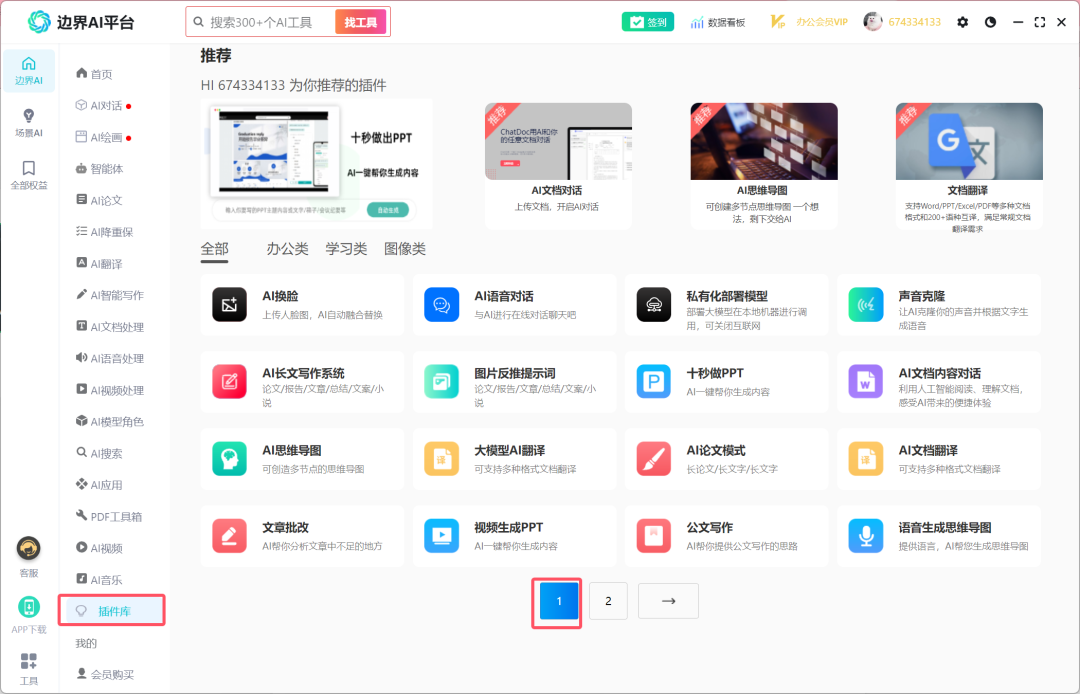 边界AI平台
搜索300+个AI工具
找工具
签到
数据看板
办公会员VIP
674334133
边界AI
场景AI
全部权益
客服
APP下载
工具
首页
AI对话
AI绘画
智能体
AI论文
AI降重保
AI翻译
AI智能写作
AI文档处理
AI语音处理
AI视频处理
AI模型角色
AI搜索
AI应用
PDF工具箱
AI视频
AI音乐
插件库
我的
会员购买
推荐
HI 674334133 为你推荐的插件
十秒做出PPT
AI一键帮你生成内容
自动生成
推荐
ChatDoc用AI和你
的任意文档对话
AI文档对话
上传文档，开启AI对话
推荐
AI思维导图
可创建多节点思维导图 一个想
法，剩下交给AI
推荐
文档翻译
支持Word/PPT/Excel/PDF等多种文档
格式和200+语种互译，满足常规文档
翻译需求
全部
办公类
学习类
图像类
AI换脸
上传人脸图，AI自动融合替换
AI语音对话
与AI进行在线对话聊天吧
私有化部署模型
部署大模型在本地机器进行调
用，可关闭互联网
声音克隆
让AI克隆你的声音并根据文字生
成语音
AI长文写作系统
论文/报告/文章/总结/文案/小
说
图片反推提示词
论文/报告/文章/总结/文案/小
说
十秒做PPT
AI一键帮你生成内容
AI文档内容对话
利用人工智能阅读、理解文档，
感受AI带来的便捷体验
AI思维导图
可创造多节点的思维导图
大模型AI翻译
可支持多种格式文档翻译
AI论文模式
长论文/长文字/长文字
AI文档翻译
可支持多种格式文档翻译
文章批改
AI帮你分析文章中不足的地方
视频生成PPT
AI一键帮你生成内容
公文写作
AI帮你提供公文写作的思路
语音生成思维导图
提供语言，AI帮您生成思维导图
1
2
→